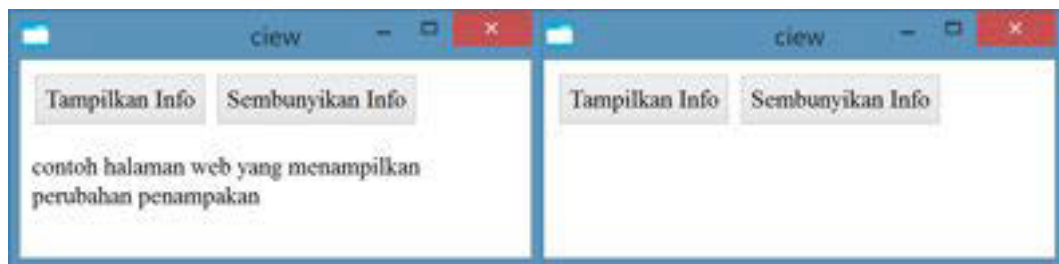 ciew
Tampilkan Info Sembunyikan Info
contoh halaman web yang menampilkan
perubahan penampakan
ciew
Tampilkan Info Sembunyikan Info